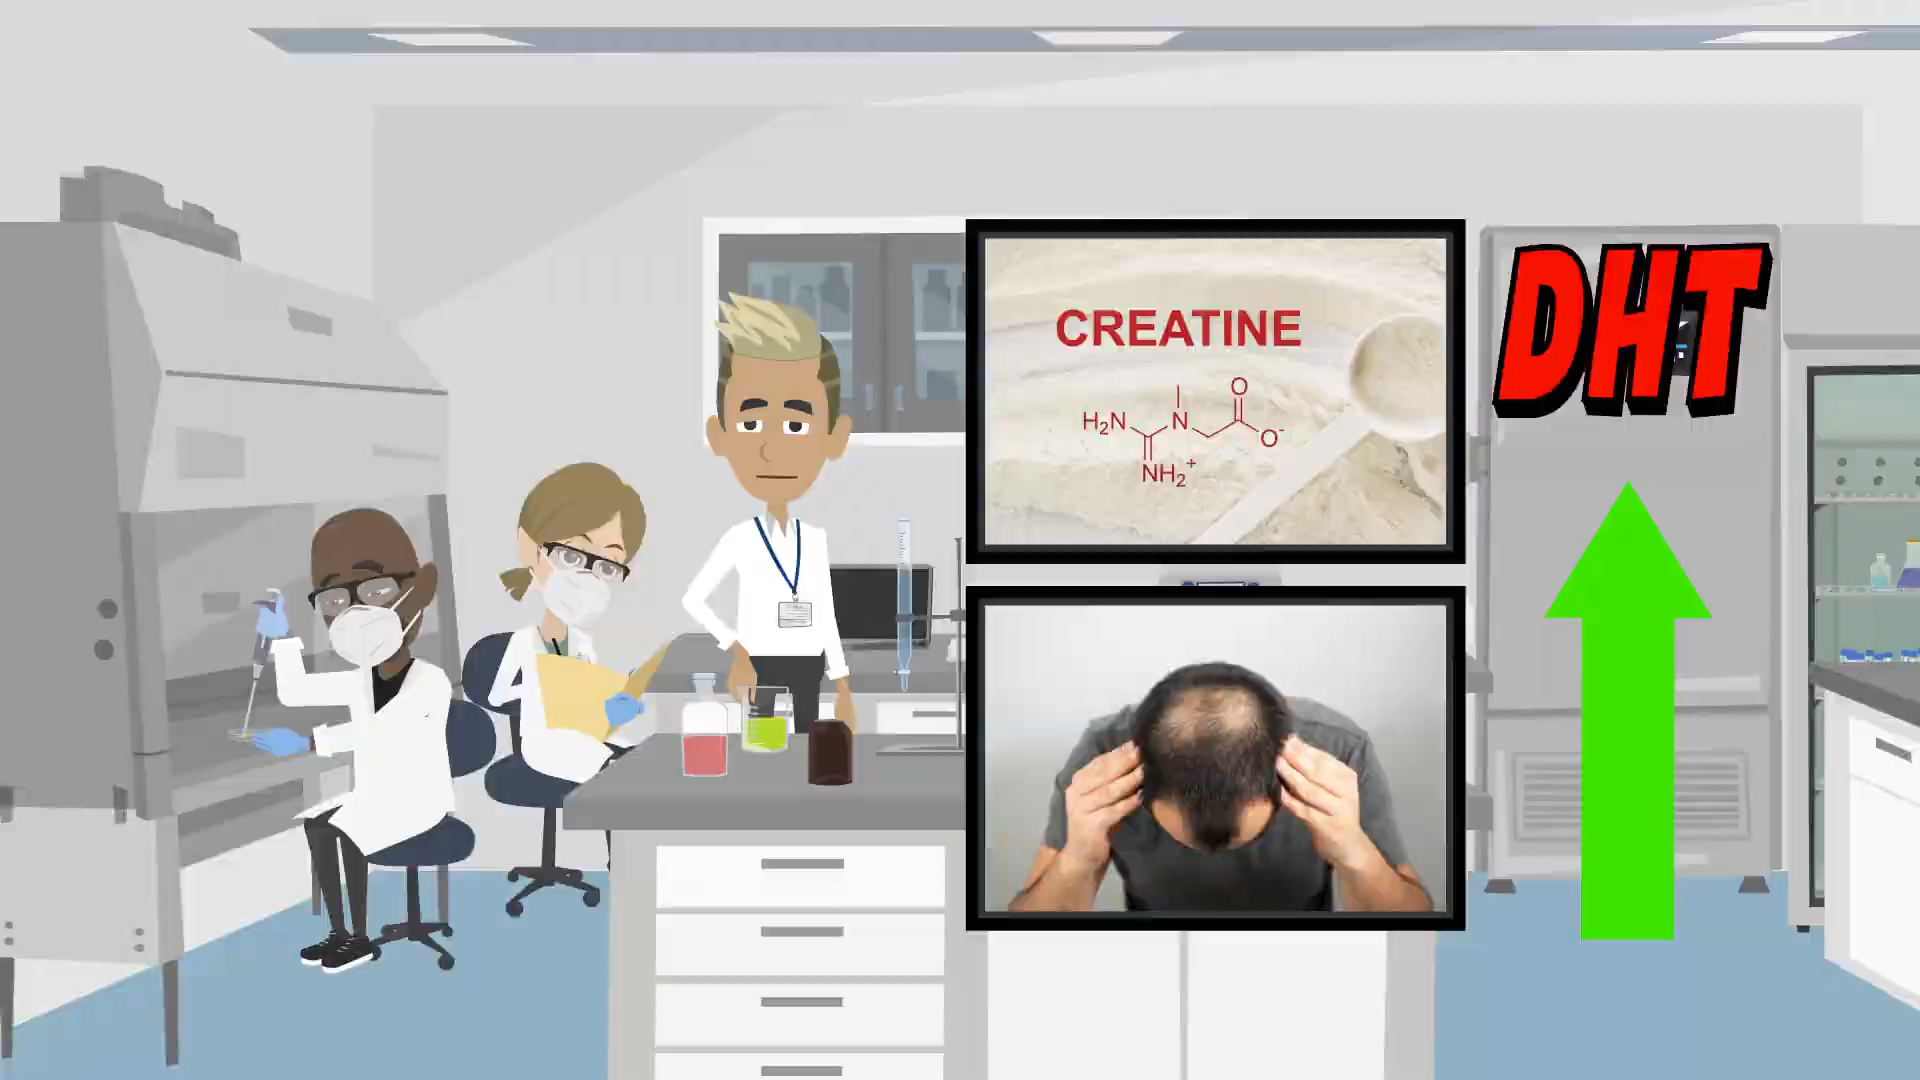 CREATINE
O
H₂N
N
O⁻
NH₂⁺
DHT